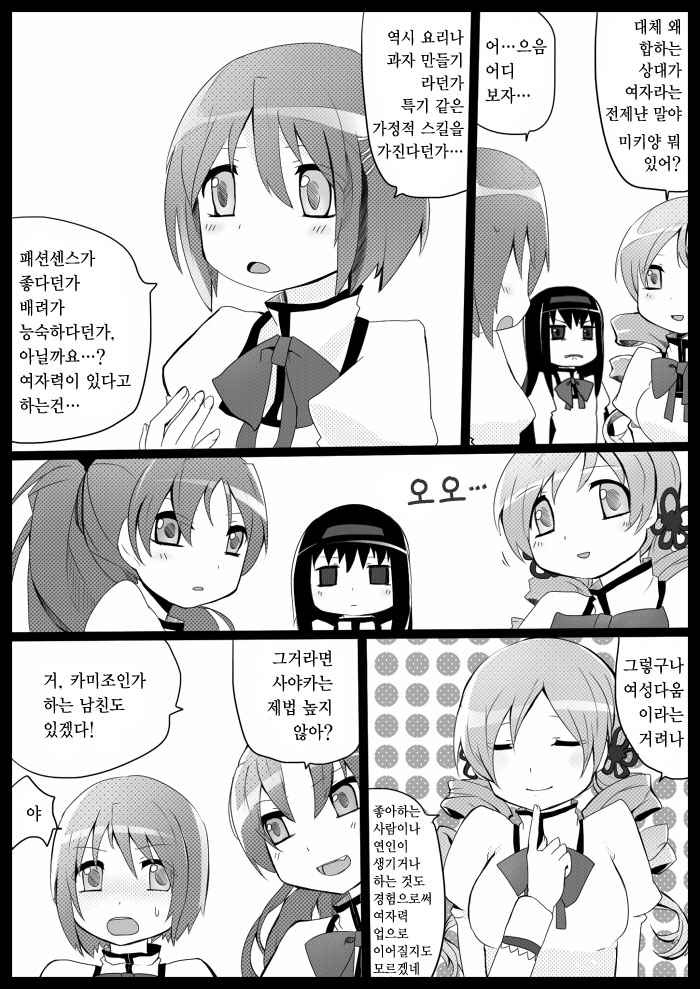 대체 왜
합하는
상대가
여자라는
전제냔 말야
미키양 뭐
있어?
어…으음
어디
보자…
역시 요리나
과자 만들기
라던가
특기 같은
가정적 스킬을
가진다던가…
패션센스가
좋다던가
배려가
능숙하다던가,
아닐까요…?
여자력이 있다고
하는건…
오오…
그렇구나
여성다움
이라는
거려나
좋아하는
사람이나
연인이
생기거나
하는 것도
경험으로써
여자력
업으로
이어질지도
모르겠네
그거라면
사야카는
제법 높지
않아?
거, 카미조인가
하는 남친도
있겠다!
야